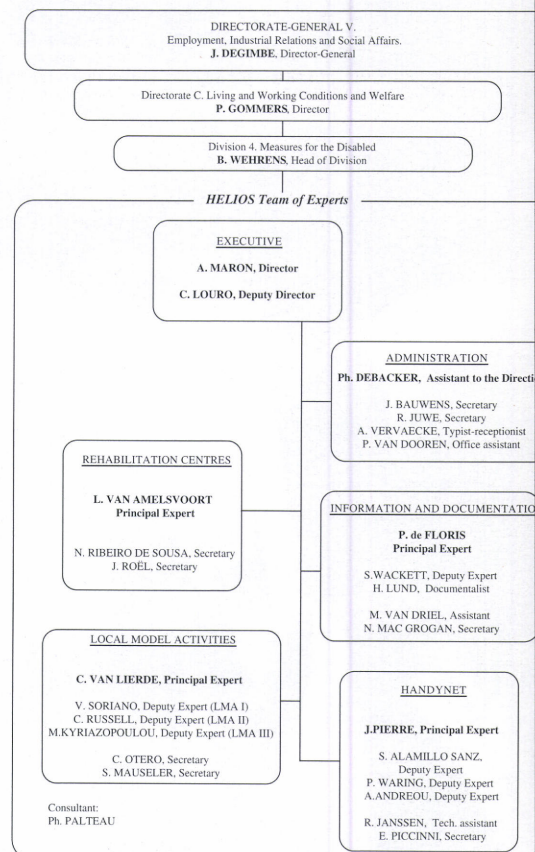 DIRECTORATE-GENERAL V.
Employment, Industrial Relations and Social Affairs.
J. DEGIMBE, Director-General
Directorate C. Living and Working Conditions and Welfare
P. GOMMERS, Director
Division 4. Measures for the Disabled
B. WEHRENS, Head of Division
HELIOS Team of Experts
EXECUTIVE
A. MARON, Director
C. LOURO, Deputy Director
ADMINISTRATION
Ph. DEBACKER, Assistant to the Directi
J. BAUWENS, Secretary
R. JUWE, Secretary
A. VERVAECKE, Typist-receptionist
P. VAN DOOREN, Office assistant
REHABILITATION CENTRES
L. VAN AMELSVOORT
Principal Expert
N. RIBEIRO DE SOUSA, Secretary
J. ROËL, Secretary
INFORMATION AND DOCUMENTATIO
P. de FLORIS
Principal Expert
S.WACKETT, Deputy Expert
H. LUND, Documentalist
M. VAN DRIEL, Assistant
N. MAC GROGAN, Secretary
LOCAL MODEL ACTIVITIES
C. VAN LIERDE, Principal Expert
V. SORIANO, Deputy Expert (LMA I)
C. RUSSELL, Deputy Expert (LMA II)
M.KYRIAZOPOULOU, Deputy Expert (LMA III)
C. OTERO, Secretary
S. MAUSELER, Secretary
HANDYNET
J.PIERRE, Principal Expert
S. ALAMILLO SANZ,
Deputy Expert
P. WARING, Deputy Expert
A.ANDREOU, Deputy Expert
R. JANSSEN, Tech. assistant
E. PICCINNI, Secretary
Consultant:
Ph. PALTEAU